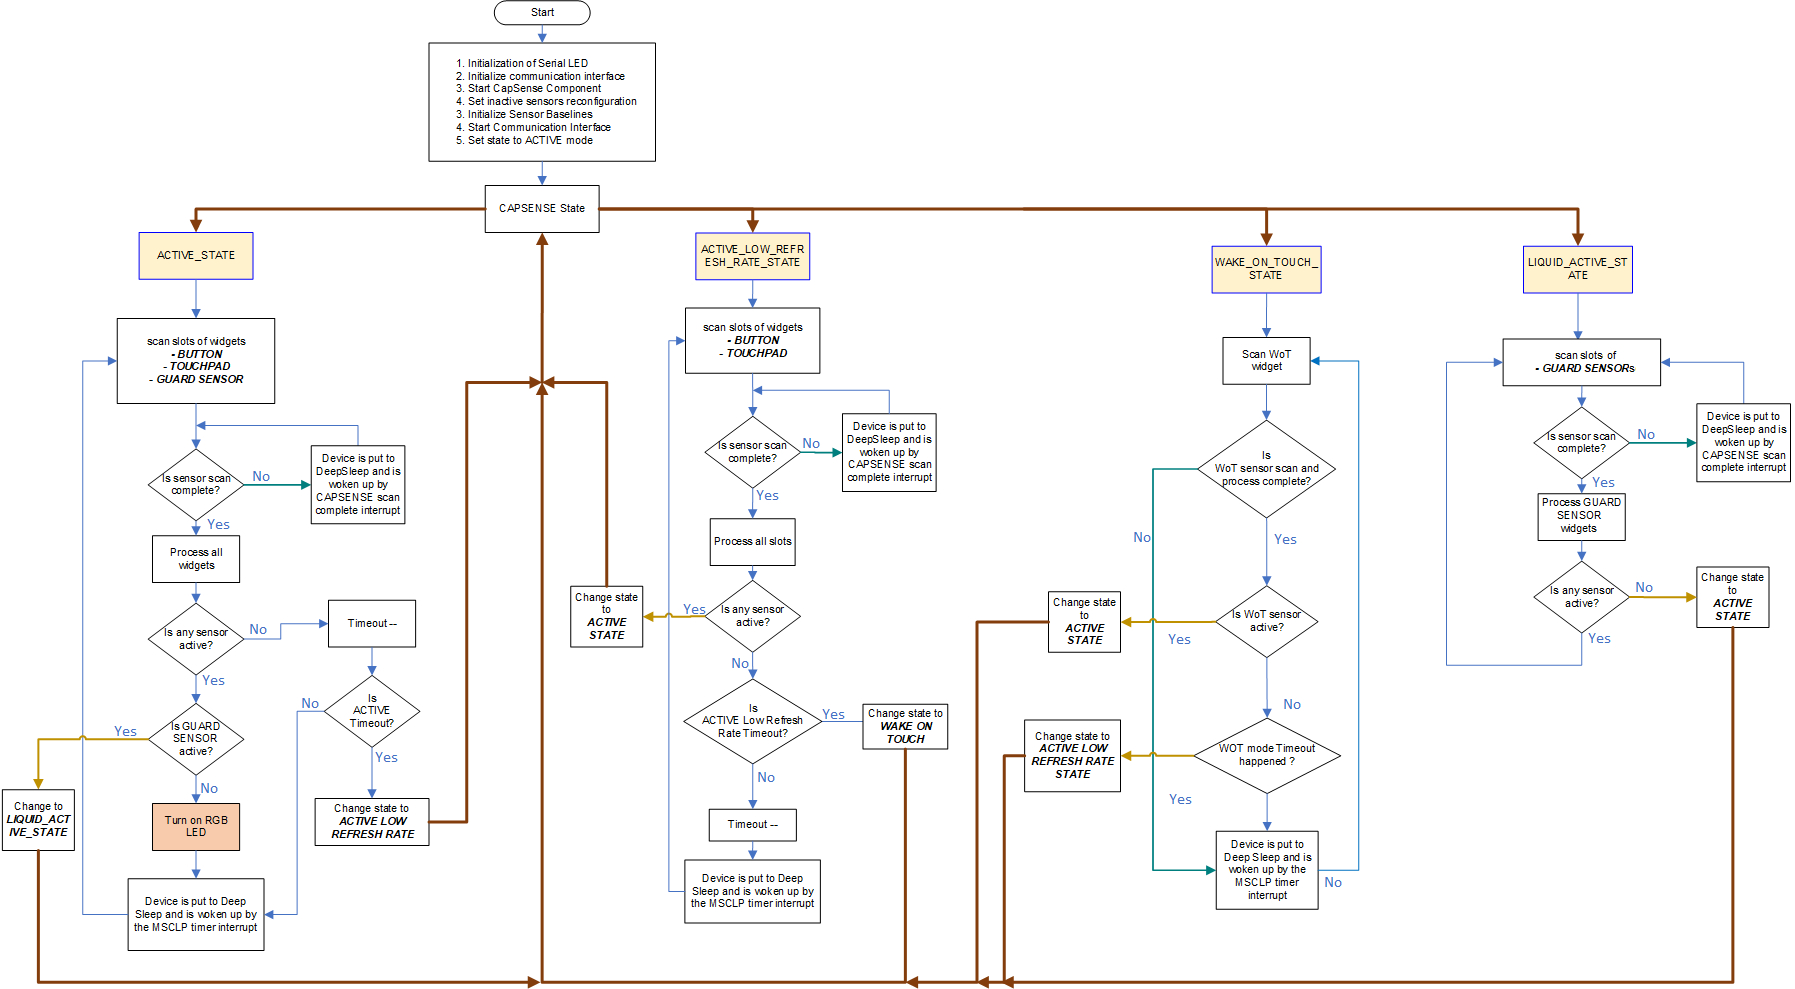 Start
1. Initialization of Serial LED
2. Initialize communication interface
3. Start CapSense Component
4. Set inactive sensors reconfiguration
3. Initialize Sensor Baselines
4. Start Communication Interface
5. Set state to ACTIVE mode
CAPSENSE State
ACTIVE_STATE
scan slots of widgets
- BUTTON
- TOUCHPAD
- GUARD SENSOR
Is sensor scan
complete?
No
Device is put to
DeepSleep and is
woken up by
CAPSENSE scan
complete interrupt
Yes
Process all
widgets
Is any sensor
active?
No
Timeout --
Yes
Is
ACTIVE
Timeout?
No
Yes
Change state to
ACTIVE LOW
REFRESH RATE
Is GUARD
SENSOR
active?
Yes
Change to
LIQUID_ACT
IVE_STATE
No
Turn on RGB
LED
Device is put to Deep
Sleep and is woken up by
the MSCLP timer interrupt
ACTIVE_LOW_REFR
ESH_RATE_STATE
scan slots of widgets
- BUTTON
- TOUCHPAD
Is sensor scan
complete?
No
Device is put to
DeepSleep and is
woken up by
CAPSENSE scan
complete interrupt
Yes
Process all slots
Is any sensor
active?
Yes
Change state
to
ACTIVE
STATE
No
Is
ACTIVE Low Refresh
Rate Timeout?
Yes
Change state to
WAKE ON
TOUCH
No
Timeout --
Device is put to Deep
Sleep and is woken up by
the MSCLP timer interrupt
WAKE_ON_TOUCH_
STATE
Scan WoT
widget
Is
WoT sensor scan and
process complete?
No
Yes
Is WoT sensor
active?
Yes
Change state
to
ACTIVE
STATE
No
WOT mode Timeout
happened ?
Change state to
ACTIVE LOW
REFRESH RATE
STATE
Yes
Device is put to
Deep Sleep and is
woken up by the
MSCLP timer
interrupt
No
LIQUID_ACTIVE_ST
ATE
scan slots of
- GUARD SENSORs
Is sensor scan
complete?
No
Device is put to
DeepSleep and is
woken up by
CAPSENSE scan
complete interrupt
Yes
Process GUARD
SENSOR
widgets
Is any sensor
active?
No
Change state
to
ACTIVE
STATE
Yes